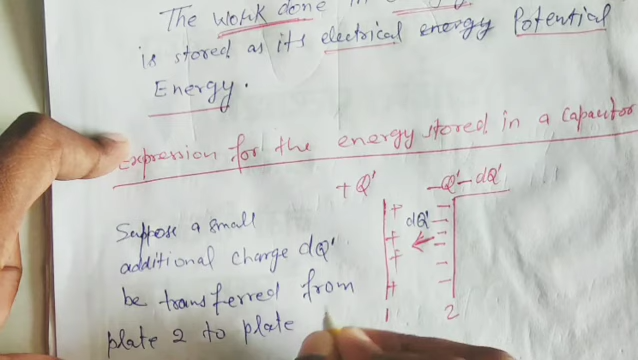 The work done in
is stored as its electrical energy Potential
Energy.
Expression for the energy stored in a Capacitor
+Q' -Q'-dQ'
Suppose a small
additional charge dQ'
be transferred from
plate 2 to plate
+ dQ' -
+ -
+ -
+ -
1 2